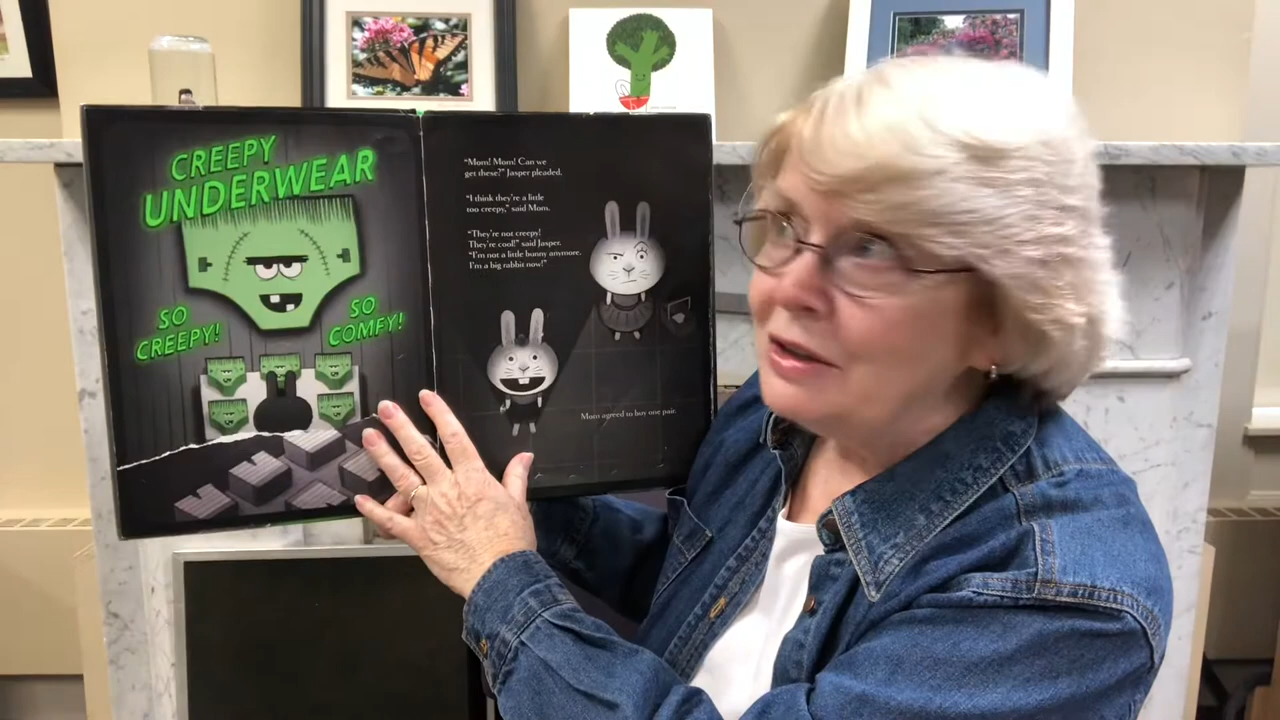 CREEPY
UNDERWEAR
SO
CREEPY!
SO
COMFY!
"Mom! Mom! Can we
get these?" Jasper pleaded.
"I think they're a little
too creepy," said Mom.
"They're not creepy!
They're cool!" said Jasper.
"I'm not a little bunny anymore.
I'm a big rabbit now!"
Mom agreed to buy one pair.